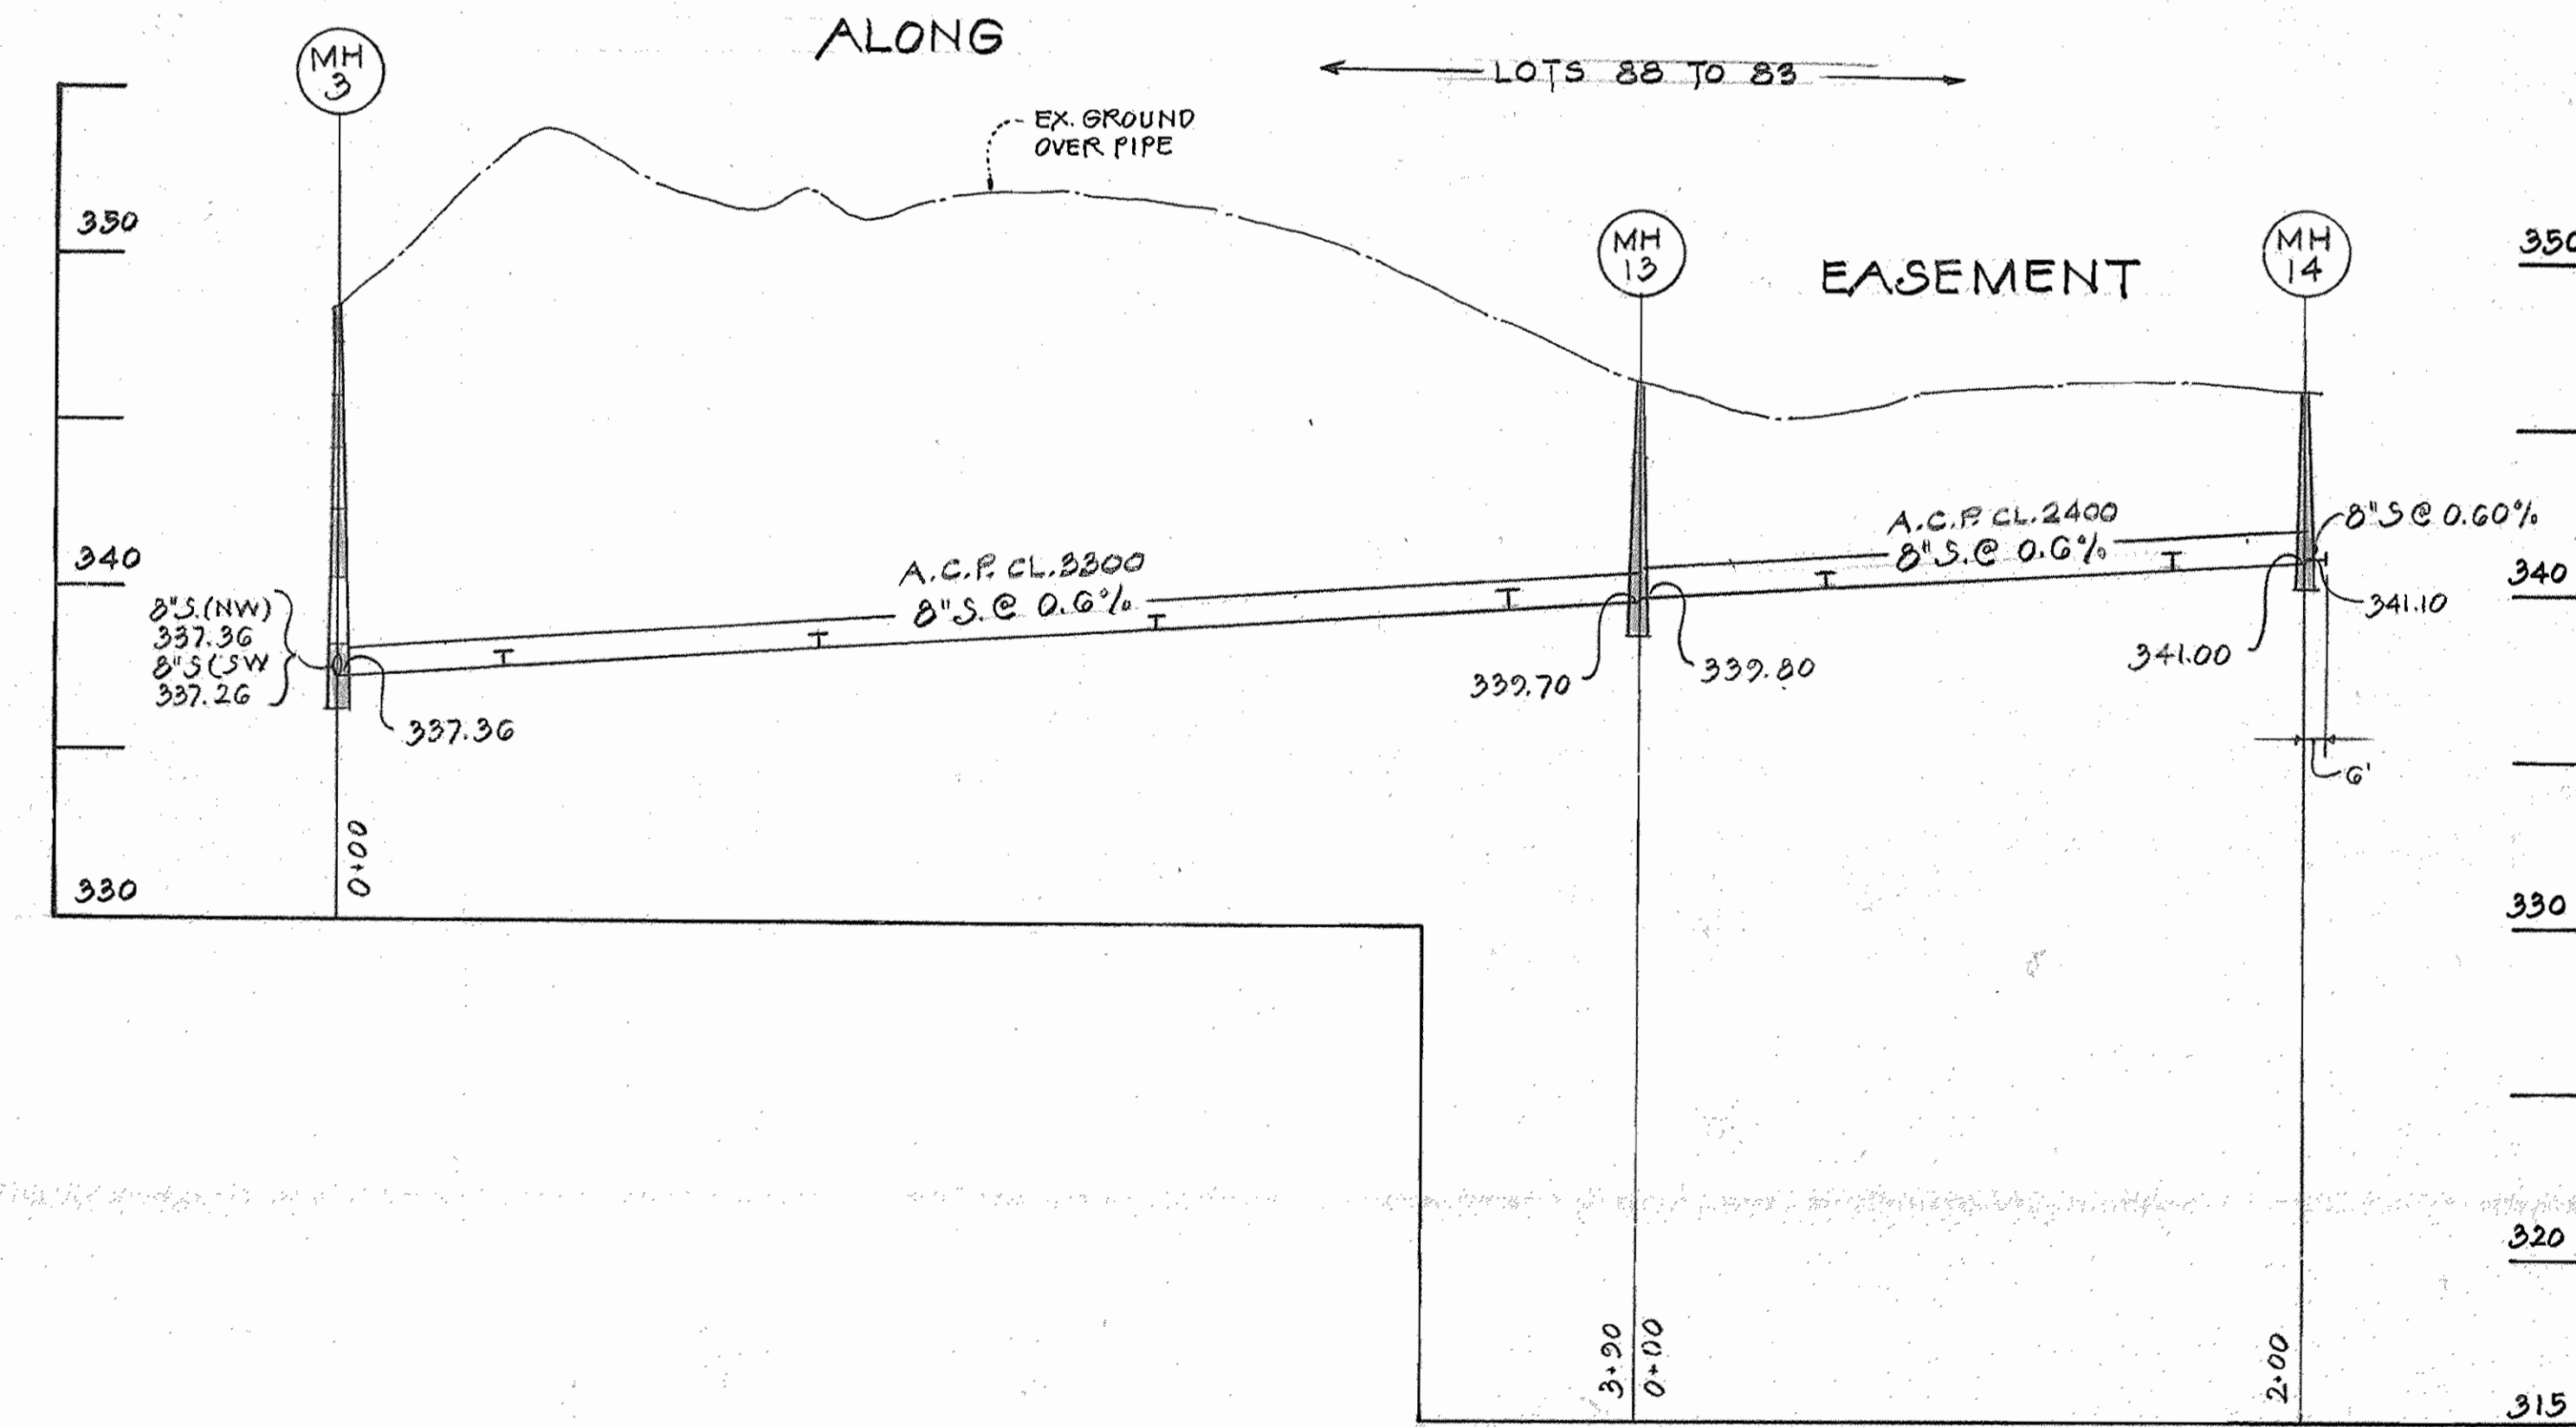 ALONG
MH
3
LOTS 88 TO 83
EX. GROUND
OVER PIPE
350
MH
13
EASEMENT
MH
14
350
A.C.P. CL.2400
8"S.@ 0.6%
8"S@ 0.60%
340
A.C.P. CL.3300
8"S.@ 0.6%
340
8"S.(NW)
337.36
8"S(SW
337.26
337.36
339.70
339.80
341.00
341.10
6'
0+00
330
330
320
3+90
0+00
2+00
315